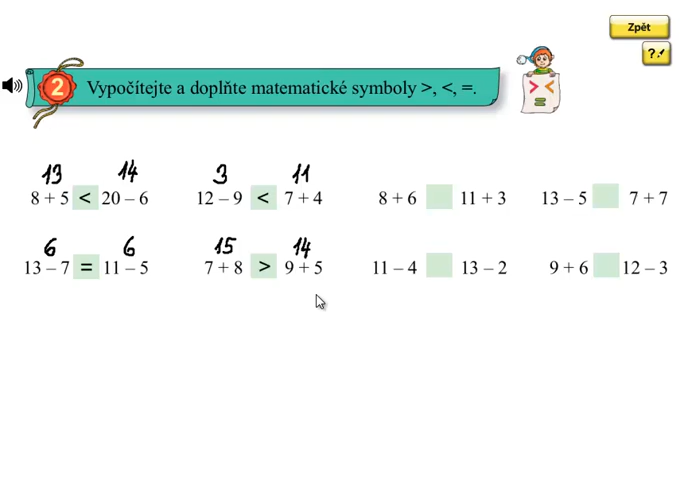 Zpět
?✓
2 Vypočítejte a doplňte matematické symboly >, <, =.
> <
=
13 14 3 11
8 + 5 < 20 – 6 12 – 9 < 7 + 4 8 + 6 11 + 3 13 – 5 7 + 7
6 6 15 14
13 – 7 = 11 – 5 7 + 8 > 9 + 5 11 – 4 13 – 2 9 + 6 12 – 3